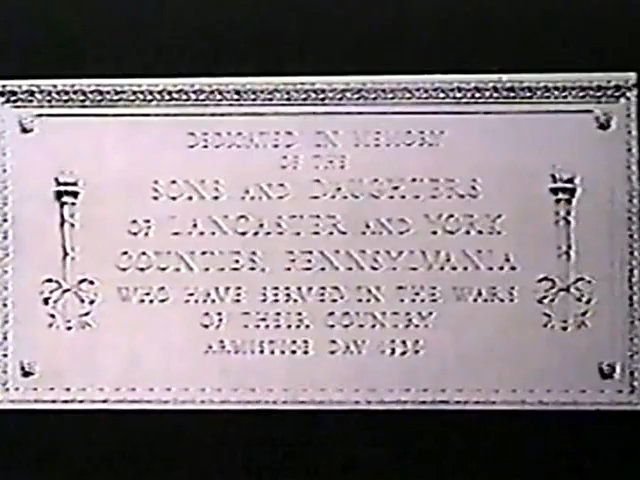 DEDICATED IN MEMORY
OF THE
SONS AND DAUGHTERS
OF LANCASTER AND YORK
COUNTIES, PENNSYLVANIA
WHO HAVE SERVED IN THE WARS
OF THEIR COUNTRY
ARMISTICE DAY 1930